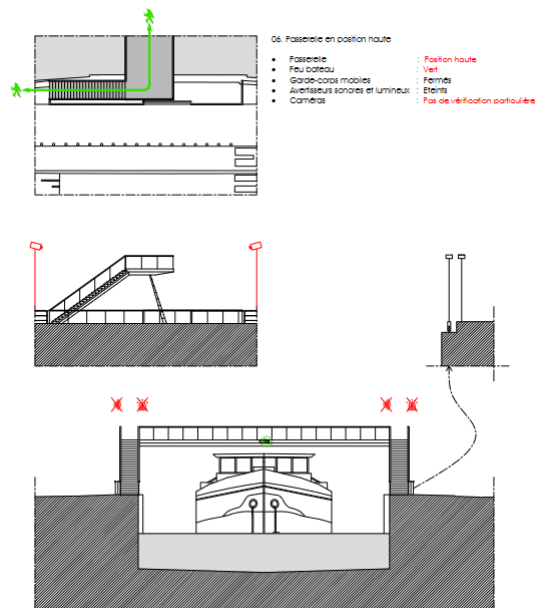 06. Passerelle en position haute
• Passerelle : Position haute
• Feu bateau : Vert
• Garde-corps mobiles : Fermés
• Avertisseurs sonores et lumineux : Eteints
• Caméras : Pas de vérification particulière